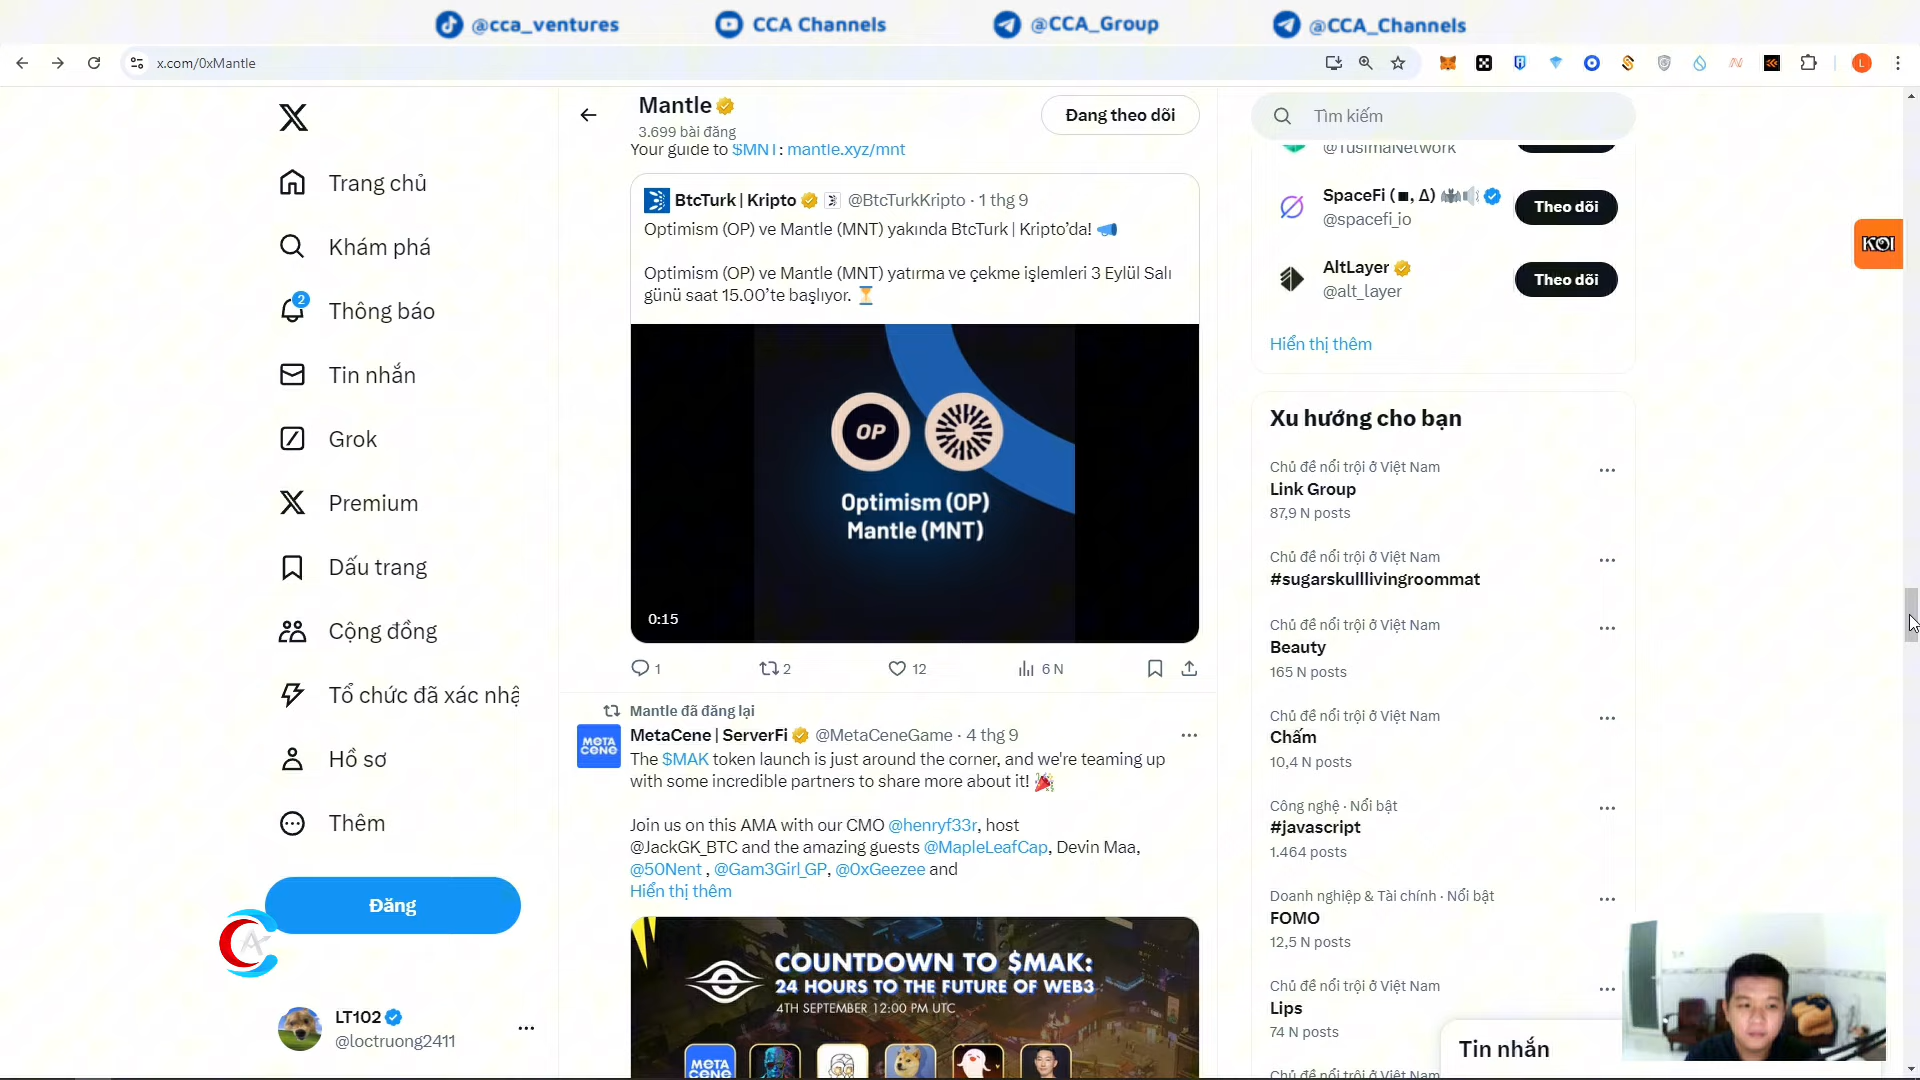 @cca_ventures
CCA Channels
@CCA_Group
@CCA_Channels
x.com/0xMantle
Mantle
3.699 bài đăng
Đang theo dõi
Tìm kiếm
Your guide to $MNT: mantle.xyz/mnt
@TusimaNetwork
BtcTurk | Kripto @BtcTurkKripto · 1 thg 9
Optimism (OP) ve Mantle (MNT) yakında BtcTurk | Kripto’da!
Optimism (OP) ve Mantle (MNT) yatırma ve çekme işlemleri 3 Eylül Salı
günü saat 15.00’te başlıyor.
OP
Optimism (OP)
Mantle (MNT)
0:15
1
2
12
6 N
Mantle đã đăng lại
MetaCene | ServerFi @MetaCeneGame · 4 thg 9
META
CENE
The $MAK token launch is just around the corner, and we're teaming up
with some incredible partners to share more about it!
Join us on this AMA with our CMO @henryf33r, host
@JackGK_BTC and the amazing guests @MapleLeafCap, Devin Maa,
@50Nent , @Gam3Girl_GP, @0xGeezee and
Hiển thị thêm
COUNTDOWN TO $MAK:
24 HOURS TO THE FUTURE OF WEB3
4TH SEPTEMBER 12:00 PM UTC
META
CENE
Trang chủ
Khám phá
2
Thông báo
Tin nhắn
Grok
Premium
Dấu trang
Cộng đồng
Tổ chức đã xác nhậ
Hồ sơ
Thêm
Đăng
LT102
@loctruong2411
SpaceFi (■, Δ)
@spacefi_io
Theo dõi
AltLayer
@alt_layer
Theo dõi
Hiển thị thêm
KOI
Xu hướng cho bạn
Chủ đề nổi trội ở Việt Nam
Link Group
87,9 N posts
Chủ đề nổi trội ở Việt Nam
#sugarskulllivingroommat
Chủ đề nổi trội ở Việt Nam
Beauty
165 N posts
Chủ đề nổi trội ở Việt Nam
Chấm
10,4 N posts
Công nghệ · Nổi bật
#javascript
1.464 posts
Doanh nghiệp & Tài chính · Nổi bật
FOMO
12,5 N posts
Chủ đề nổi trội ở Việt Nam
Lips
74 N posts
Chủ đề nổi trội ở Việt Nam
Tin nhắn